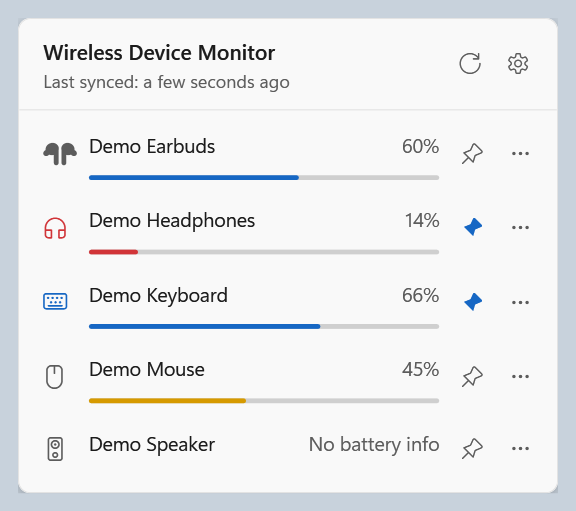 Wireless Device Monitor
Last synced: a few seconds ago
Demo Earbuds 60%
Demo Headphones 14%
Demo Keyboard 66%
Demo Mouse 45%
Demo Speaker No battery info